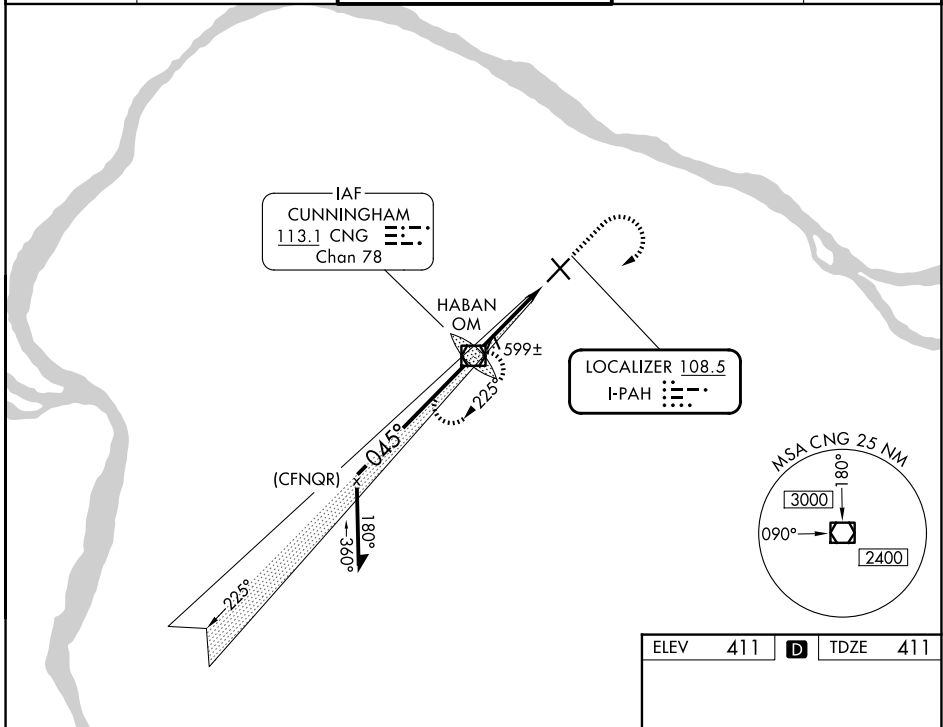 IAF
CUNNINGHAM
113.1 CNG
Chan 78
HABAN
OM
599±
LOCALIZER 108.5
I-PAH
225°
045°
(CFNQR)
180°
360°
225°
MSA CNG 25 NM
180°
3000
090°
2400
ELEV 411 D TDZE 411